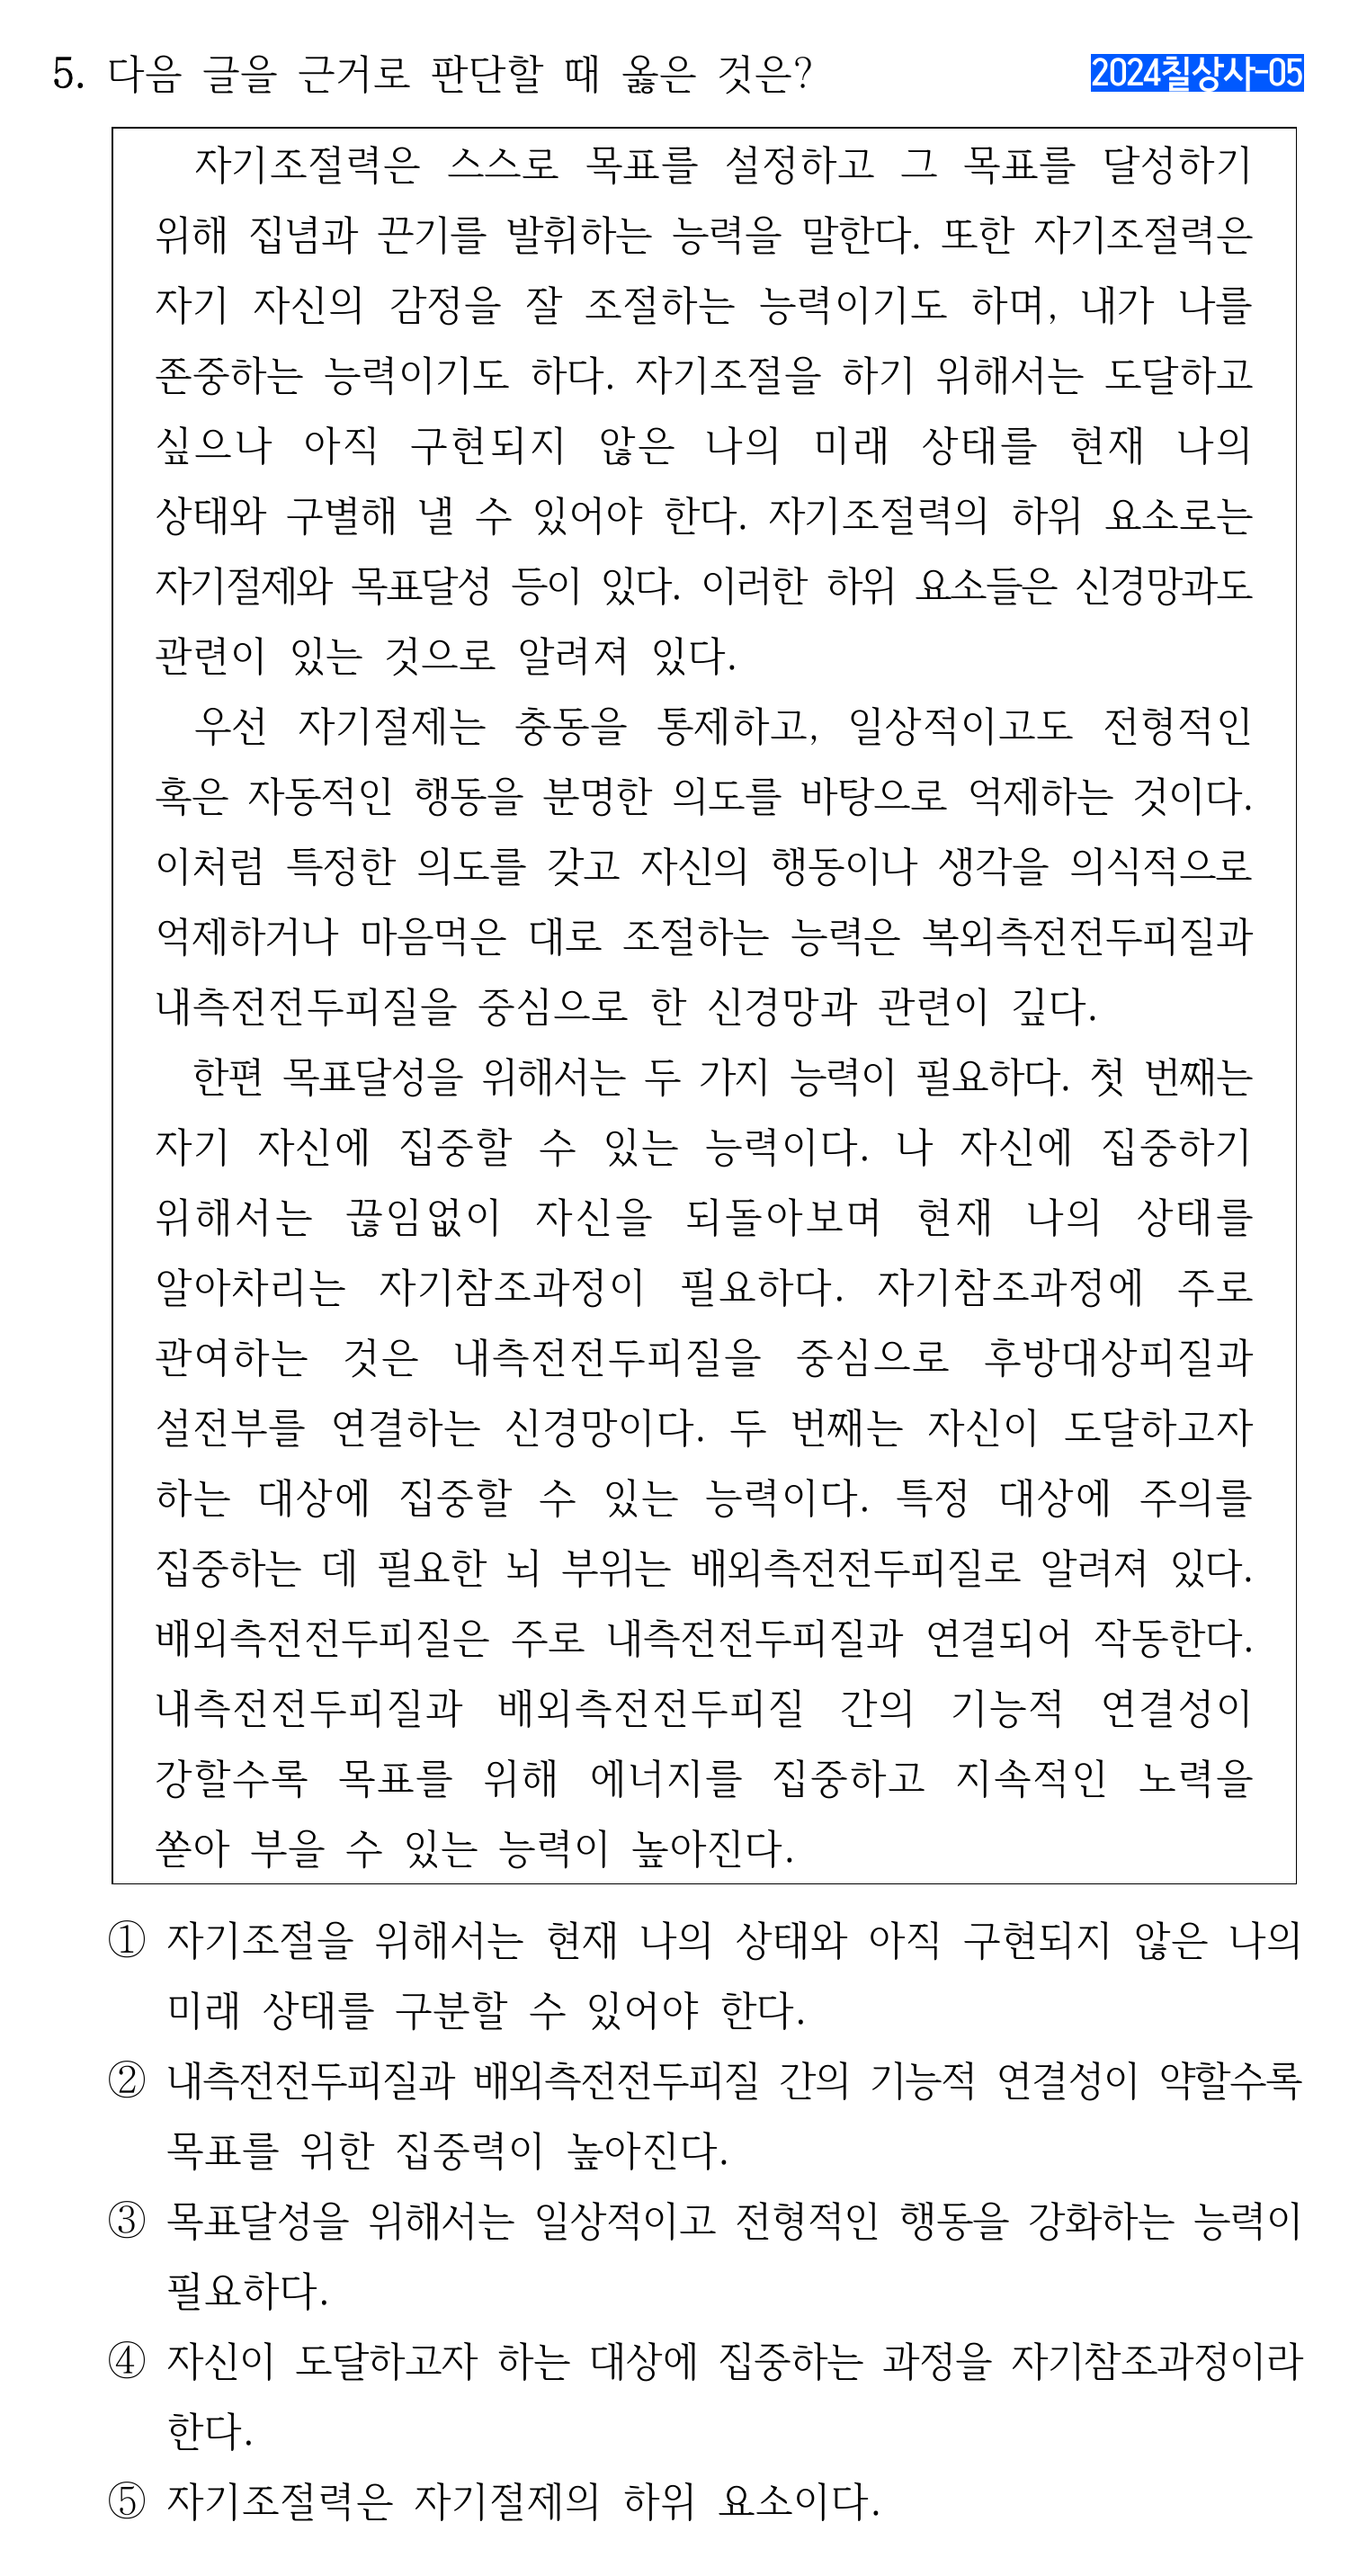 5. 다음 글을 근거로 판단할 때 옳은 것은?
2024칠상사-05
자기조절력은 스스로 목표를 설정하고 그 목표를 달성하기
위해 집념과 끈기를 발휘하는 능력을 말한다. 또한 자기조절력은
자기 자신의 감정을 잘 조절하는 능력이기도 하며, 내가 나를
존중하는 능력이기도 하다. 자기조절을 하기 위해서는 도달하고
싶으나 아직 구현되지 않은 나의 미래 상태를 현재 나의
상태와 구별해 낼 수 있어야 한다. 자기조절력의 하위 요소로는
자기절제와 목표달성 등이 있다. 이러한 하위 요소들은 신경망과도
관련이 있는 것으로 알려져 있다.
우선 자기절제는 충동을 통제하고, 일상적이고도 전형적인
혹은 자동적인 행동을 분명한 의도를 바탕으로 억제하는 것이다.
이처럼 특정한 의도를 갖고 자신의 행동이나 생각을 의식적으로
억제하거나 마음먹은 대로 조절하는 능력은 복외측전전두피질과
내측전전두피질을 중심으로 한 신경망과 관련이 깊다.
한편 목표달성을 위해서는 두 가지 능력이 필요하다. 첫 번째는
자기 자신에 집중할 수 있는 능력이다. 나 자신에 집중하기
위해서는 끊임없이 자신을 되돌아보며 현재 나의 상태를
알아차리는 자기참조과정이 필요하다. 자기참조과정에 주로
관여하는 것은 내측전전두피질을 중심으로 후방대상피질과
설전부를 연결하는 신경망이다. 두 번째는 자신이 도달하고자
하는 대상에 집중할 수 있는 능력이다. 특정 대상에 주의를
집중하는 데 필요한 뇌 부위는 배외측전전두피질로 알려져 있다.
배외측전전두피질은 주로 내측전전두피질과 연결되어 작동한다.
내측전전두피질과 배외측전전두피질 간의 기능적 연결성이
강할수록 목표를 위해 에너지를 집중하고 지속적인 노력을
쏟아 부을 수 있는 능력이 높아진다.
① 자기조절을 위해서는 현재 나의 상태와 아직 구현되지 않은 나의
미래 상태를 구분할 수 있어야 한다.
② 내측전전두피질과 배외측전전두피질 간의 기능적 연결성이 약할수록
목표를 위한 집중력이 높아진다.
③ 목표달성을 위해서는 일상적이고 전형적인 행동을 강화하는 능력이
필요하다.
④ 자신이 도달하고자 하는 대상에 집중하는 과정을 자기참조과정이라
한다.
⑤ 자기조절력은 자기절제의 하위 요소이다.